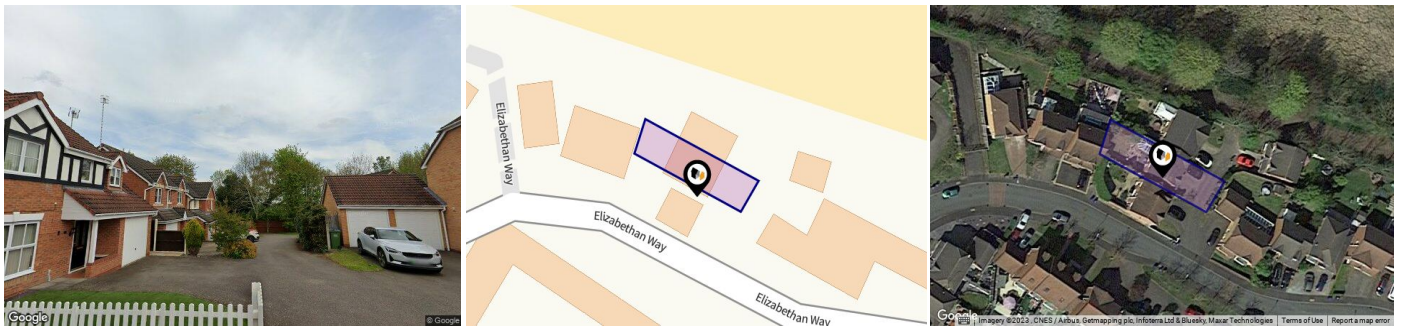 Elizabethan Way
Elizabethan Way
Elizabethan Way
Google
© Google
Google
Imagery ©2023 , CNES / Airbus, Getmapping plc, Infoterra Ltd & Bluesky, Maxar Technologies
Terms of Use
Report a map error